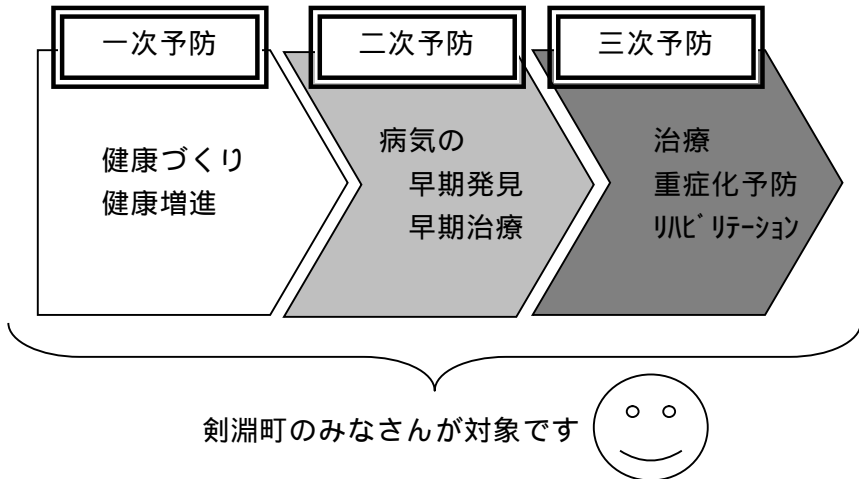 一次予防
二次予防
三次予防
健康づくり
健康増進
病気の
早期発見
早期治療
治療
重症化予防
ﾘﾊﾋﾞﾘﾃｰｼｮﾝ
剣淵町のみなさんが対象です